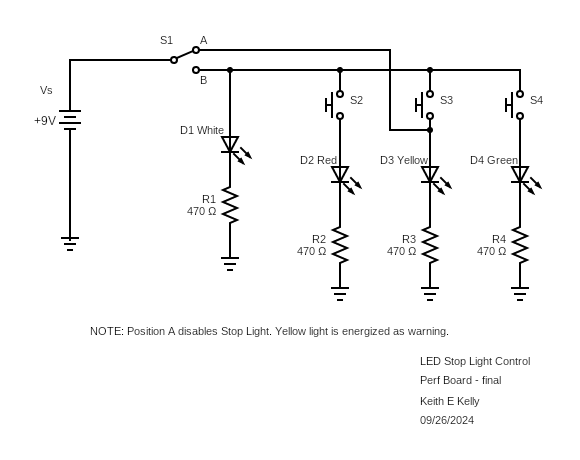 S1
A
B
Vs
+9V
S2
S3
S4
D1 White
D2 Red
D3 Yellow
D4 Green
R1
470 Ω
R2
470 Ω
R3
470 Ω
R4
470 Ω
NOTE: Position A disables Stop Light. Yellow light is energized as warning.
LED Stop Light Control
Perf Board - final
Keith E Kelly
09/26/2024